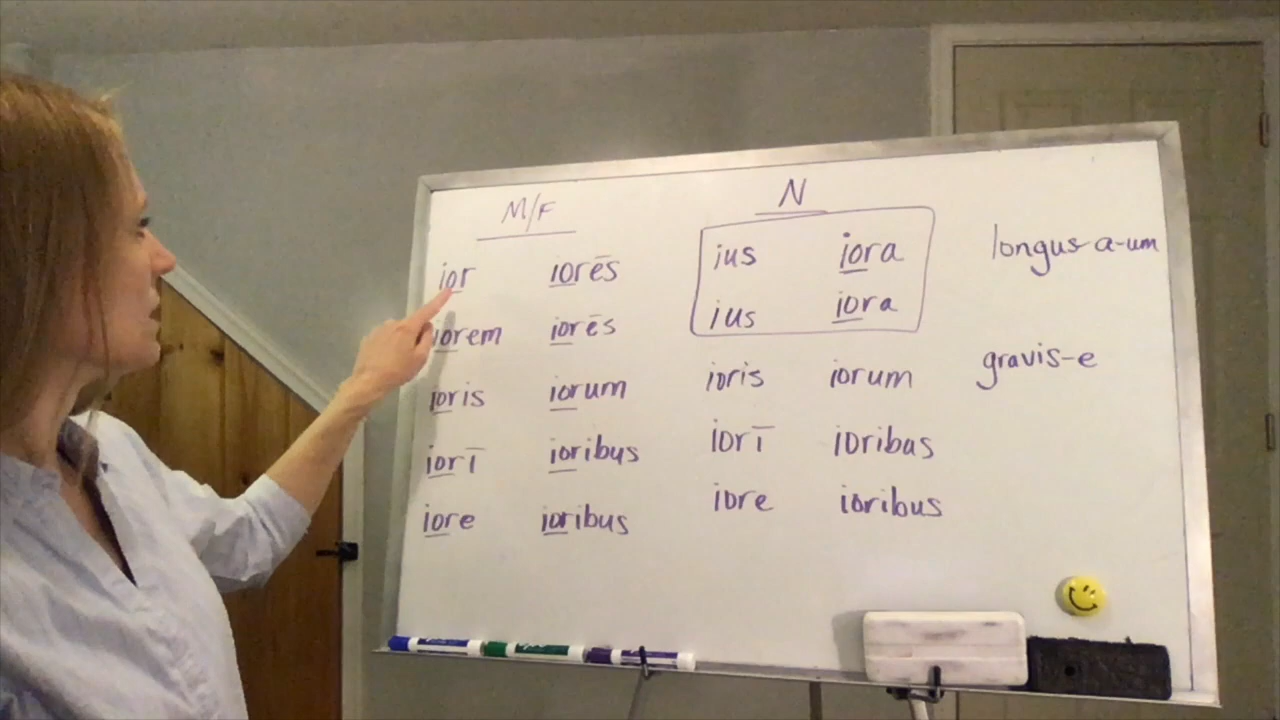 M/F
ior iorēs
iorem iorēs
ioris iorum
iorī ioribus
iore ioribus
N
ius iora
ius iora
ioris iorum
iorī ioribas
iore ioribus
longus-a-um
gravis-e